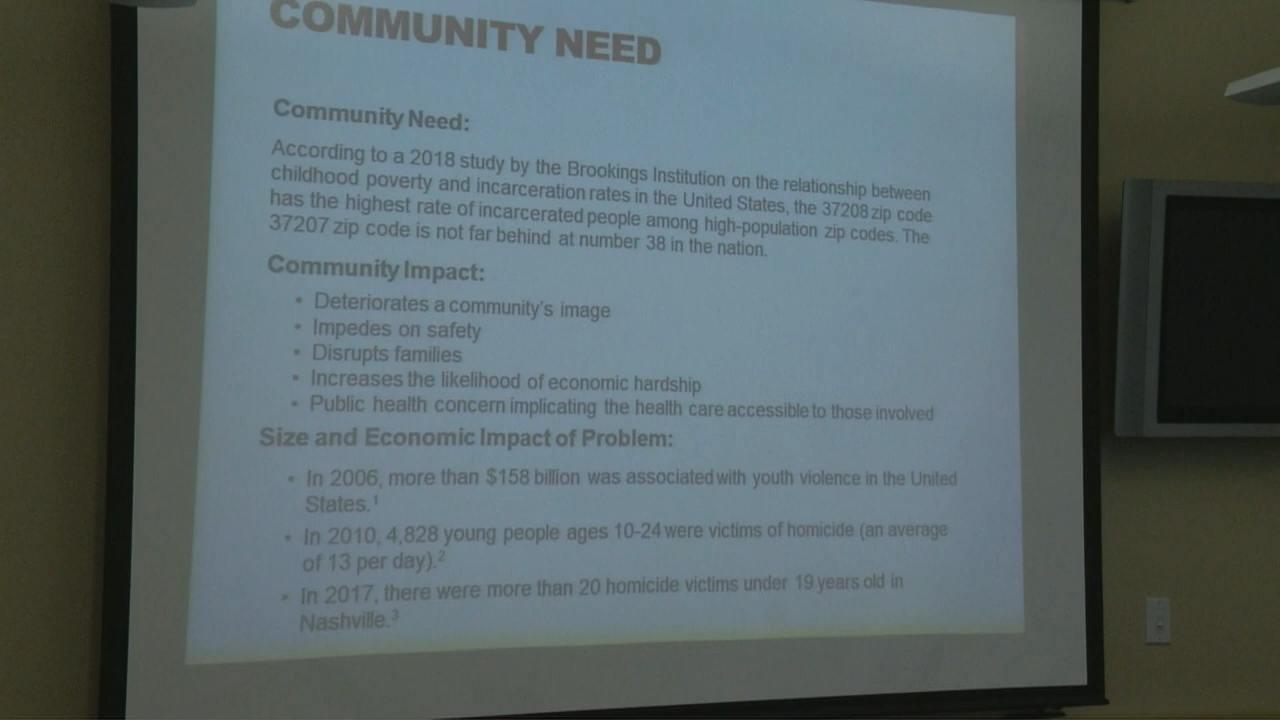 COMMUNITY NEED
Community Need:
According to a 2018 study by the Brookings Institution on the relationship between
childhood poverty and incarceration rates in the United States, the 37208 zip code
has the highest rate of incarcerated people among high-population zip codes. The
37207 zip code is not far behind at number 38 in the nation.
Community Impact:
• Deteriorates a community's image
• Impedes on safety
• Disrupts families
• Increases the likelihood of economic hardship
• Public health concern implicating the health care accessible to those involved
Size and Economic Impact of Problem:
• In 2006, more than $158 billion was associated with youth violence in the United
States.¹
• In 2010, 4,828 young people ages 10-24 were victims of homicide (an average
of 13 per day).²
• In 2017, there were more than 20 homicide victims under 19 years old in
Nashville.³